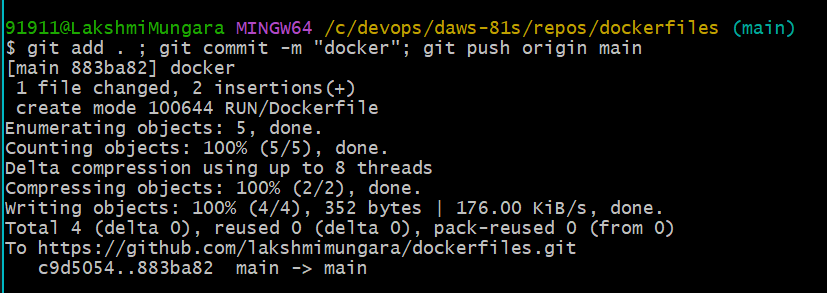 91911@LakshmiMungara MINGW64 /c/devops/daws-81s/repos/dockerfiles (main)
$ git add . ; git commit -m "docker"; git push origin main
[main 883ba82] docker
 1 file changed, 2 insertions(+)
 create mode 100644 RUN/Dockerfile
Enumerating objects: 5, done.
Counting objects: 100% (5/5), done.
Delta compression using up to 8 threads
Compressing objects: 100% (2/2), done.
Writing objects: 100% (4/4), 352 bytes | 176.00 KiB/s, done.
Total 4 (delta 0), reused 0 (delta 0), pack-reused 0 (from 0)
To https://github.com/lakshmimungara/dockerfiles.git
   c9d5054..883ba82  main -> main